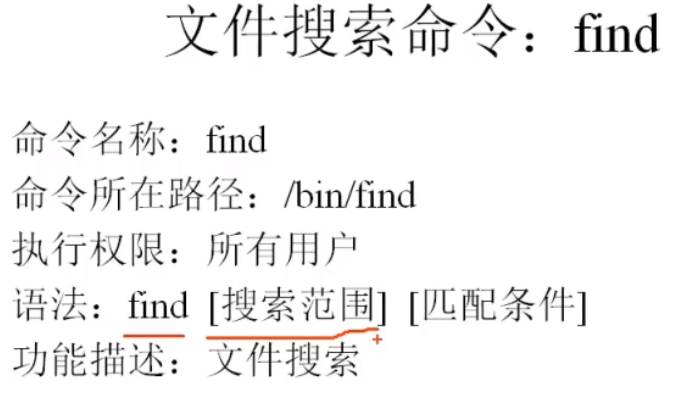 文件搜索命令：find
命令名称：find
命令所在路径：/bin/find
执行权限：所有用户
语法：find [搜索范围] [匹配条件]
功能描述：文件搜索